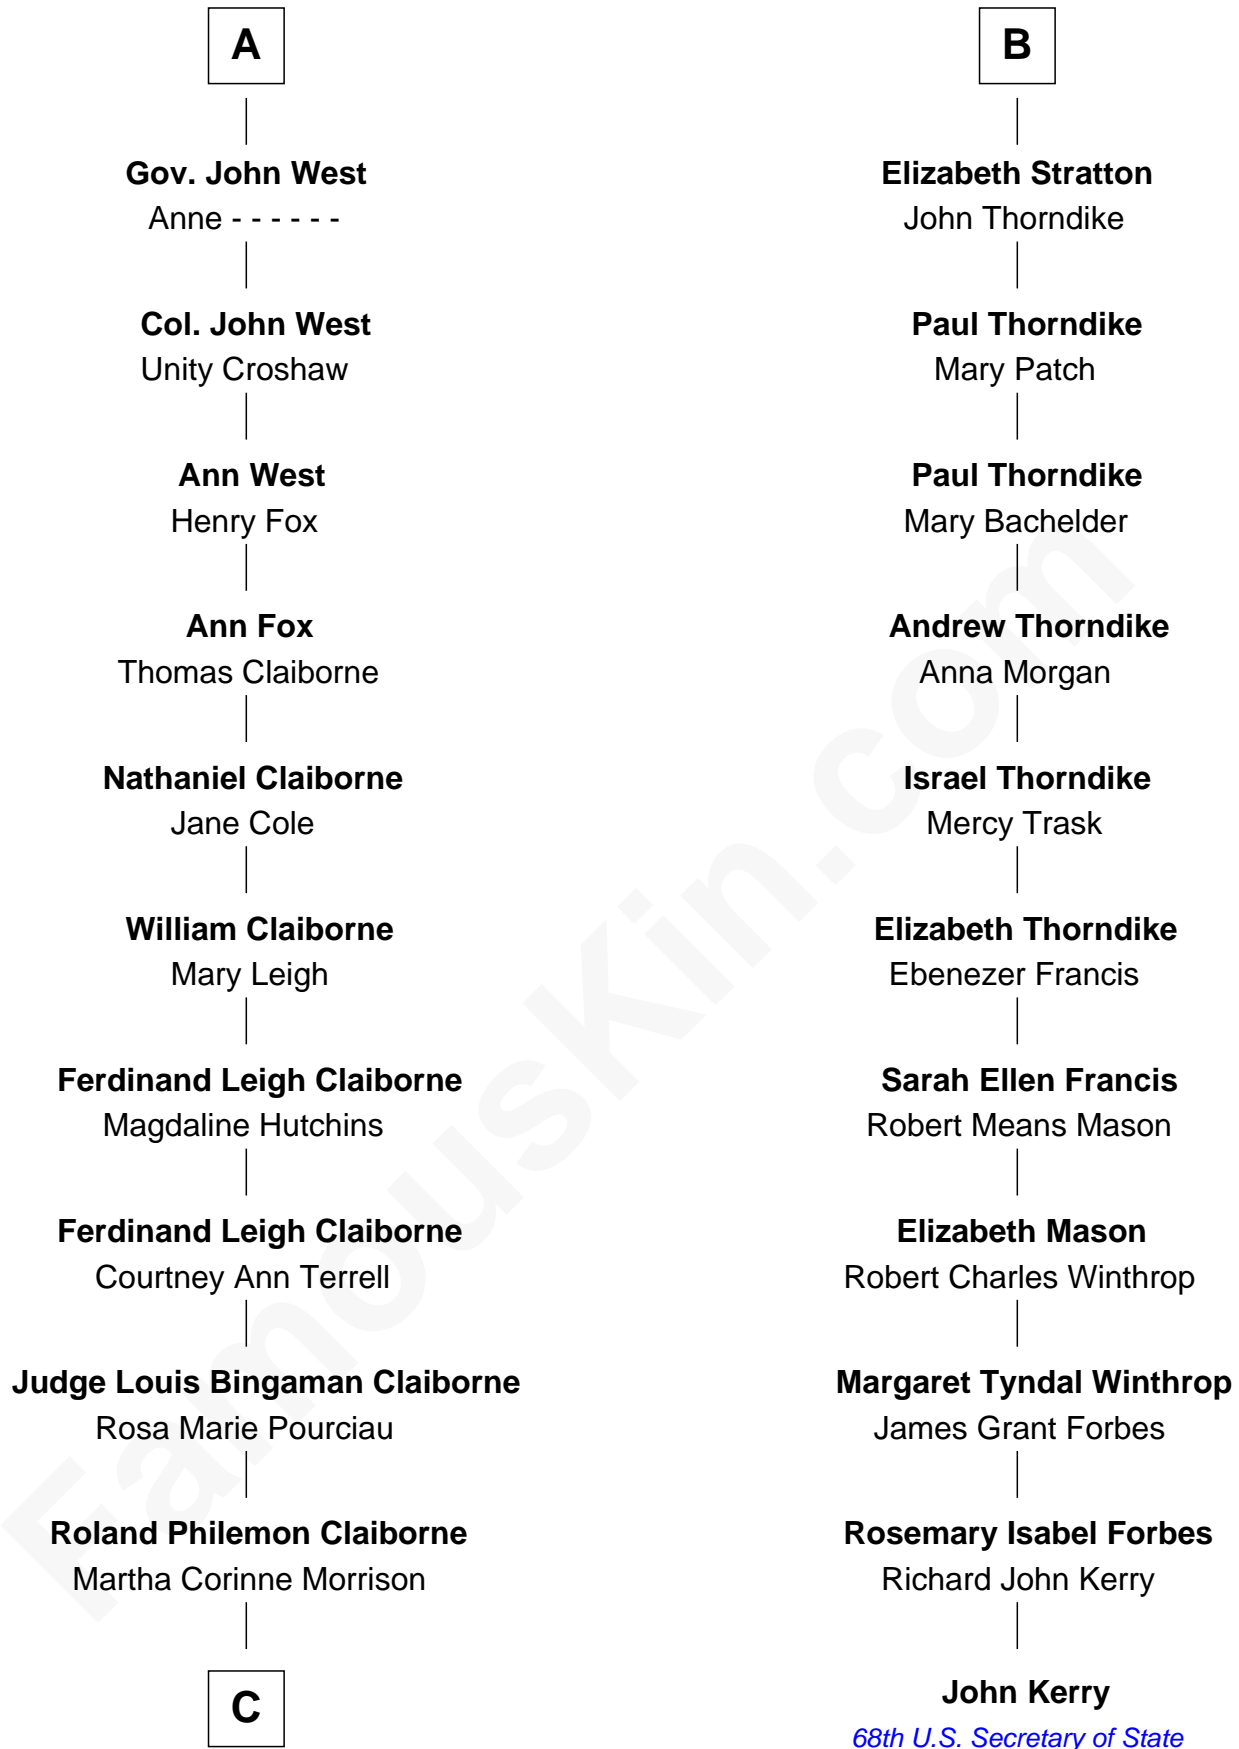 A
Gov. John West
Anne - - - - - -
Col. John West
Unity Croshaw
Ann West
Henry Fox
Ann Fox
Thomas Claiborne
Nathaniel Claiborne
Jane Cole
William Claiborne
Mary Leigh
Ferdinand Leigh Claiborne
Magdaline Hutchins
Ferdinand Leigh Claiborne
Courtney Ann Terrell
Judge Louis Bingaman Claiborne
Rosa Marie Pourciau
Roland Philemon Claiborne
Martha Corinne Morrison
C
B
Elizabeth Stratton
John Thorndike
Paul Thorndike
Mary Patch
Paul Thorndike
Mary Bachelder
Andrew Thorndike
Anna Morgan
Israel Thorndike
Mercy Trask
Elizabeth Thorndike
Ebenezer Francis
Sarah Ellen Francis
Robert Means Mason
Elizabeth Mason
Robert Charles Winthrop
Margaret Tyndal Winthrop
James Grant Forbes
Rosemary Isabel Forbes
Richard John Kerry
John Kerry
68th U.S. Secretary of State
FamousKin.com